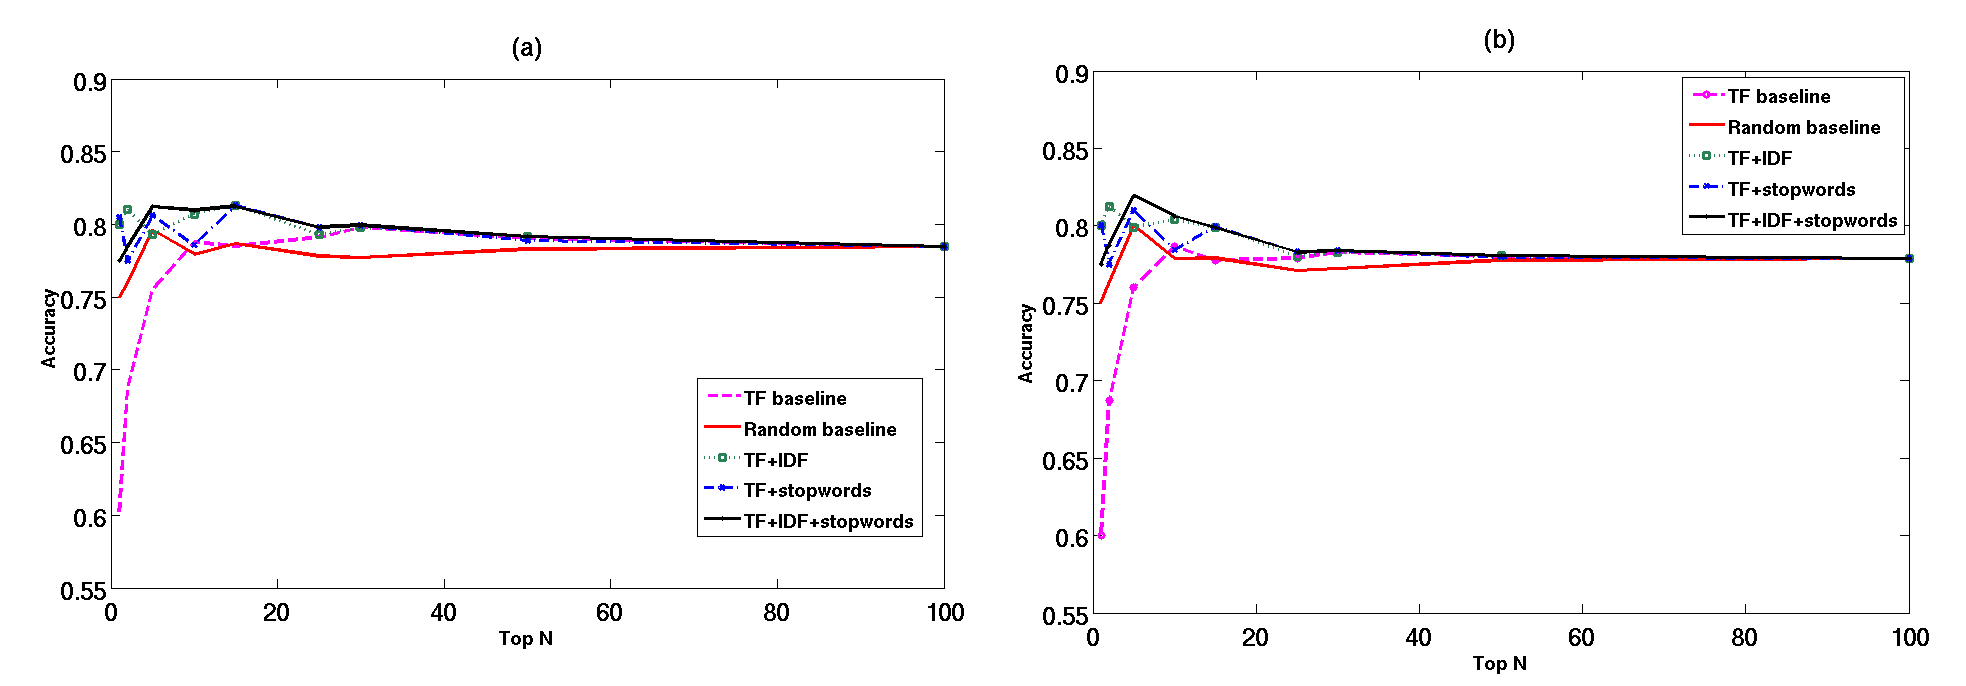 (a)
0.9
0.85
0.8
0.75
0.7
0.65
0.6
0.55
0
20
40
60
80
100
Accuracy
Top N
TF baseline
Random baseline
TF+IDF
TF+stopwords
TF+IDF+stopwords
(b)
0.9
0.85
0.8
0.75
0.7
0.65
0.6
0.55
0
20
40
60
80
100
Accuracy
Top N
TF baseline
Random baseline
TF+IDF
TF+stopwords
TF+IDF+stopwords